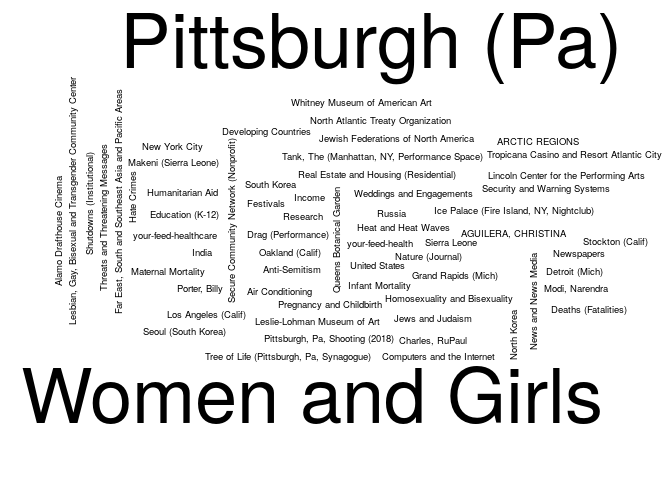 Pittsburgh (Pa)
Whitney Museum of American Art
North Atlantic Treaty Organization
Developing Countries
Jewish Federations of North America
ARCTIC REGIONS
New York City
Tank, The (Manhattan, NY, Performance Space)
Tropicana Casino and Resort Atlantic City
Makeni (Sierra Leone)
Real Estate and Housing (Residential)
Lincoln Center for the Performing Arts
South Korea
Security and Warning Systems
Humanitarian Aid
Income
Weddings and Engagements
Festivals
Education (K-12)
Research
Russia
Ice Palace (Fire Island, NY, Nightclub)
Heat and Heat Waves
your-feed-healthcare
Drag (Performance)
AGUILERA, CHRISTINA
your-feed-health
Sierra Leone
Stockton (Calif)
India
Oakland (Calif)
Nature (Journal)
Newspapers
Maternal Mortality
Anti-Semitism
United States
Grand Rapids (Mich)
Detroit (Mich)
Porter, Billy
Air Conditioning
Infant Mortality
Modi, Narendra
Pregnancy and Childbirth
Homosexuality and Bisexuality
Los Angeles (Calif)
Leslie-Lohman Museum of Art
Jews and Judaism
Deaths (Fatalities)
Seoul (South Korea)
Pittsburgh, Pa, Shooting (2018)
Charles, RuPaul
Tree of Life (Pittsburgh, Pa, Synagogue)
Computers and the Internet
Alamo Drafthouse Cinema
Lesbian, Gay, Bisexual and Transgender Community Center
Shutdowns (Institutional)
Threats and Threatening Messages
Far East, South and Southeast Asia and Pacific Areas
Hate Crimes
Secure Community Network (Nonprofit)
Queens Botanical Garden
North Korea
News and News Media
Women and Girls